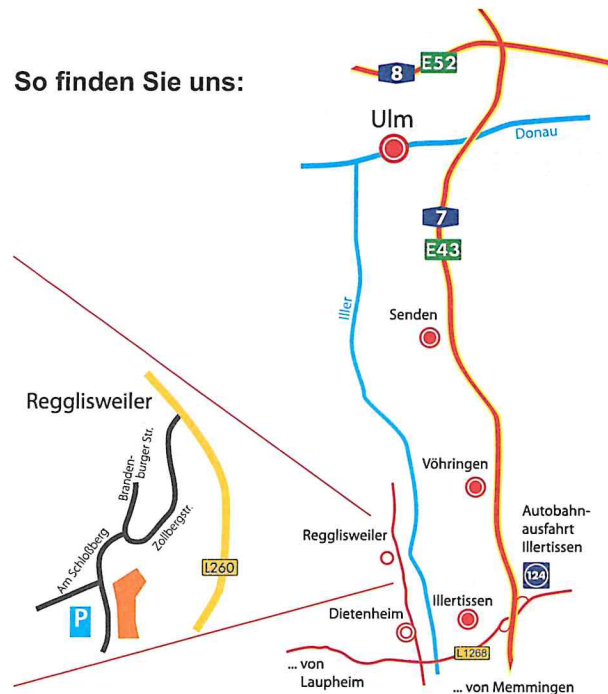 So finden Sie uns:
8
E52
Ulm
Donau
7
E43
Iller
Senden
Regglisweiler
Branden-
burger Str.
Zollbergstr.
Am Schloßberg
L260
P
Vöhringen
Autobahn-
ausfahrt
Illertissen
124
Regglisweiler
Illertissen
Dietenheim
L1268
... von
Laupheim
... von Memmingen